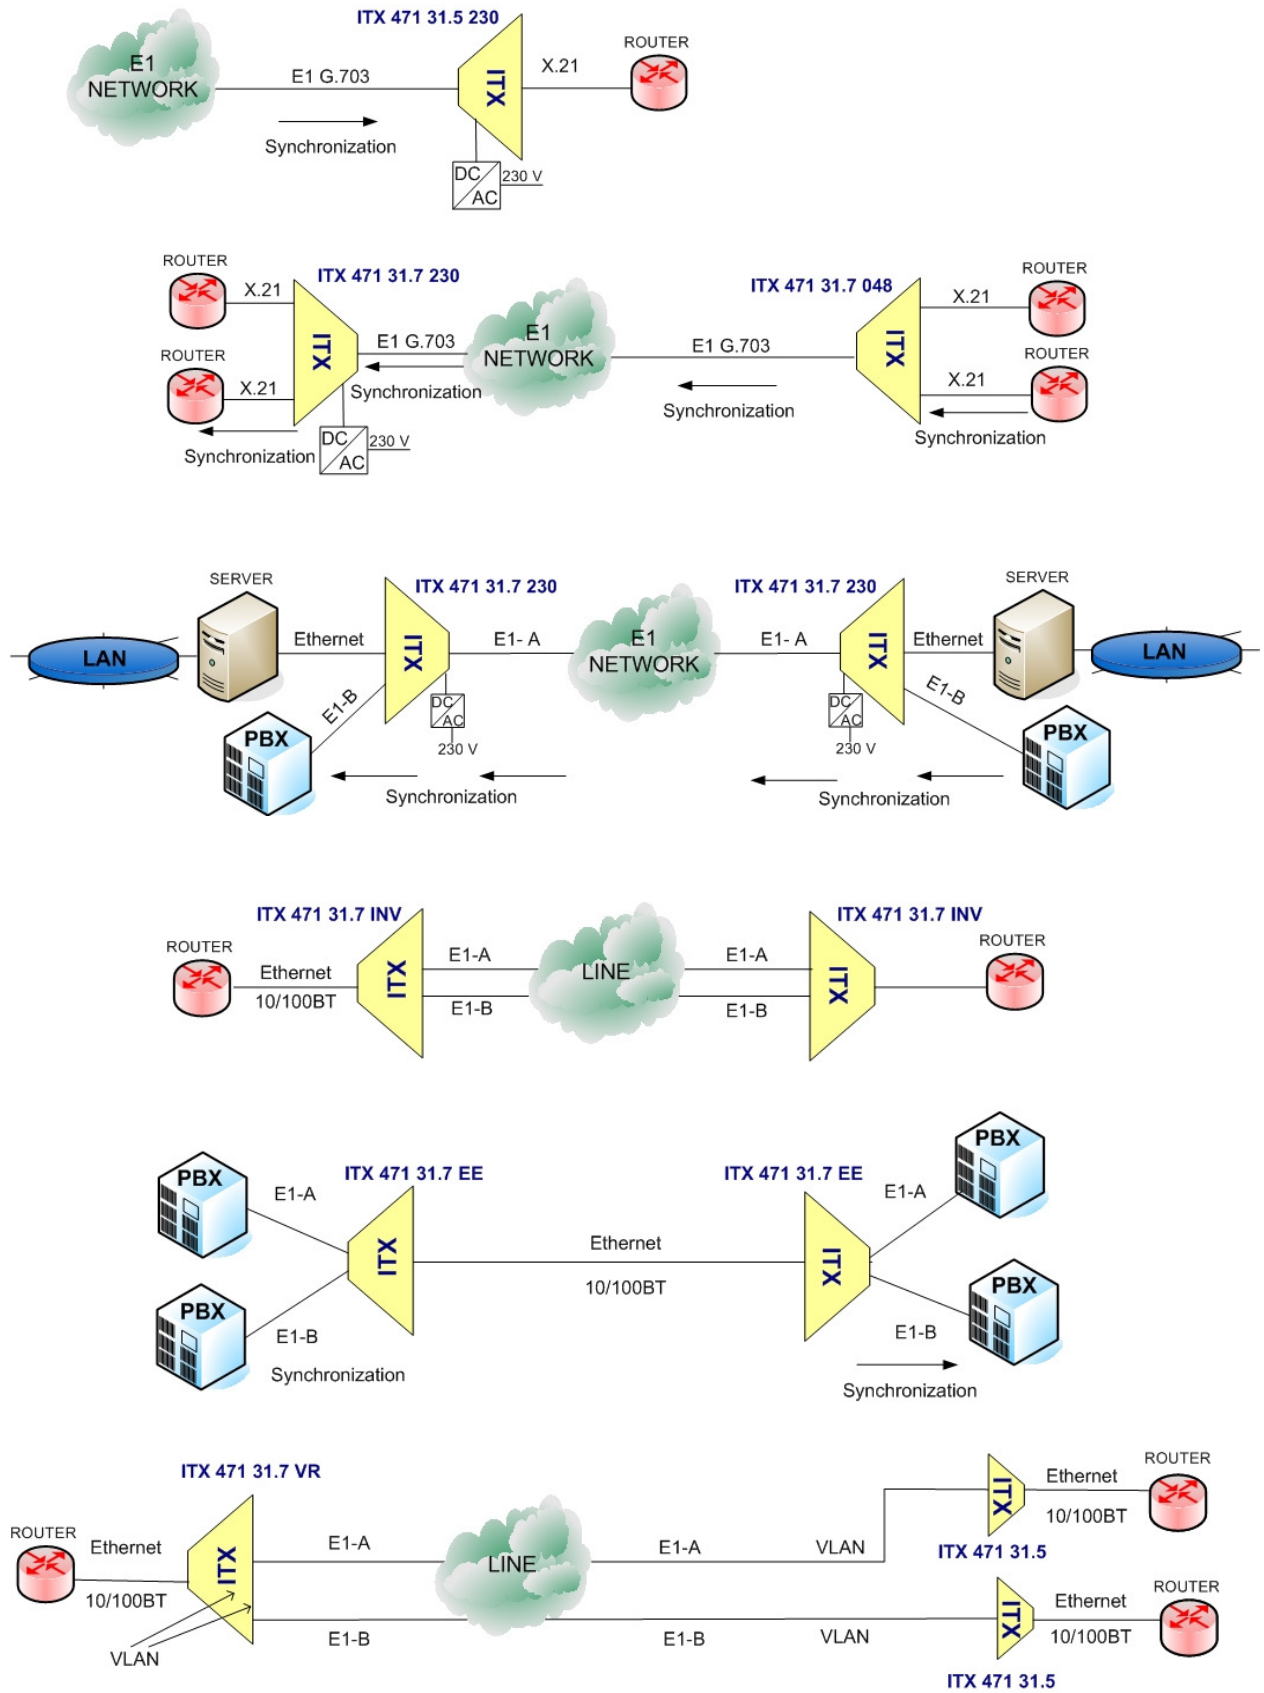 ITX 471 31.5 230
ROUTER
E1
NETWORK
E1 G.703
ITX
X.21
Synchronization
DC
AC
230 V
ROUTER
ITX 471 31.7 230
ITX 471 31.7 048
ROUTER
X.21
X.21
E1
NETWORK
ITX
E1 G.703
E1 G.703
ITX
ROUTER
ROUTER
X.21
Synchronization
X.21
Synchronization
Synchronization
Synchronization
DC
AC
230 V
SERVER
ITX 471 31.7 230
ITX 471 31.7 230
SERVER
LAN
Ethernet
ITX
E1- A
E1
NETWORK
E1- A
ITX
Ethernet
LAN
E1-B
E1-B
DC
AC
230 V
DC
AC
230 V
PBX
PBX
Synchronization
Synchronization
ITX 471 31.7 INV
ITX 471 31.7 INV
ROUTER
ROUTER
Ethernet
10/100BT
ITX
E1-A
LINE
E1-A
ITX
E1-B
E1-B
PBX
ITX 471 31.7 EE
ITX 471 31.7 EE
PBX
E1-A
E1-A
ITX
Ethernet
10/100BT
ITX
PBX
PBX
E1-B
E1-B
Synchronization
Synchronization
ITX 471 31.7 VR
ROUTER
ITX
Ethernet
10/100BT
ITX 471 31.5
ROUTER
Ethernet
10/100BT
ITX
E1-A
LINE
E1-A
VLAN
VLAN
E1-B
E1-B
VLAN
ITX
Ethernet
10/100BT
ROUTER
ITX 471 31.5